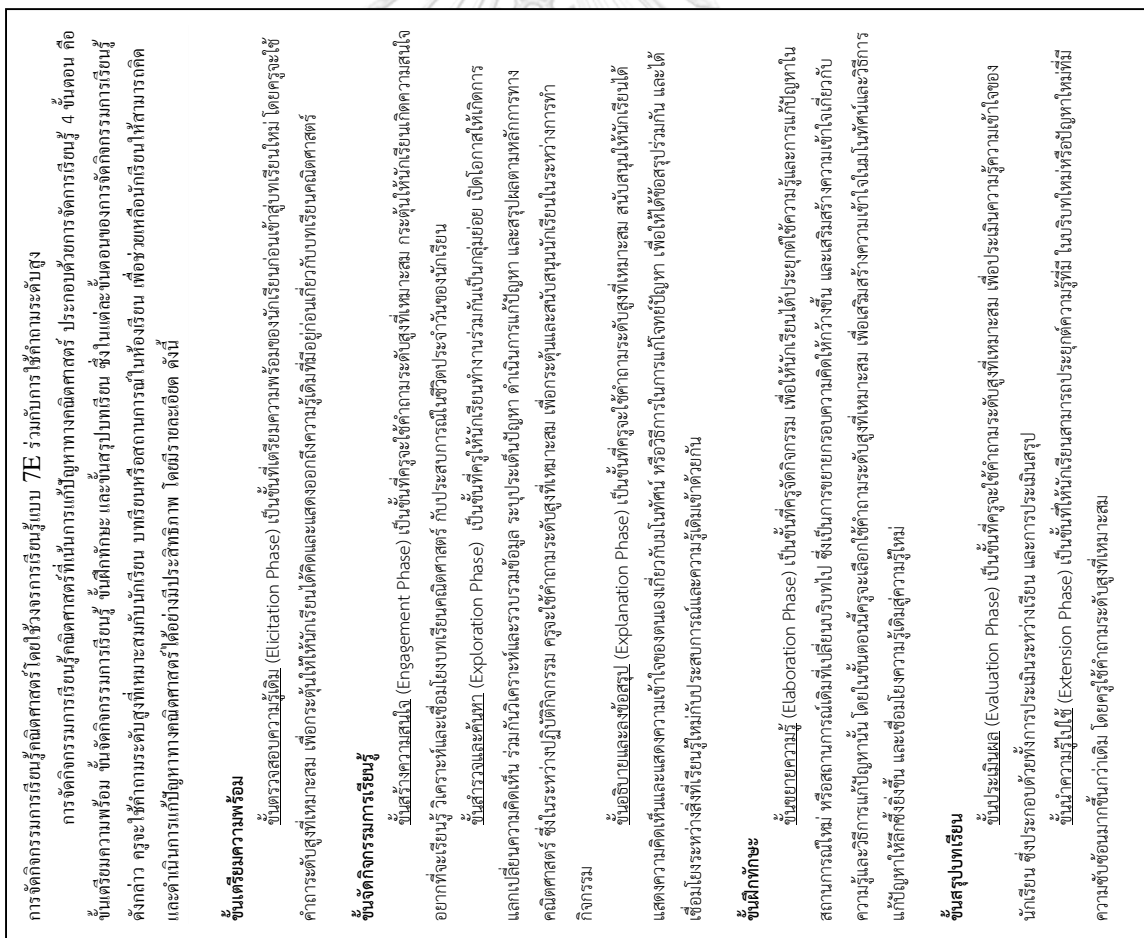 การจัดกิจกรรมการเรียนรู้คณิตศาสตร์โดยใช้วงจรการเรียนรู้แบบ 7E ร่วมกับการใช้คำถามระดับสูง
การจัดกิจกรรมการเรียนรู้คณิตศาสตร์ที่เน้นการแก้ปัญหาทางคณิตศาสตร์ ประกอบด้วยการจัดการเรียนรู้ 4 ขั้นตอน คือ
ขั้นเตรียมความพร้อม ขั้นจัดกิจกรรมการเรียนรู้ ขั้นฝึกทักษะ และขั้นสรุปบทเรียน ซึ่งในแต่ละขั้นตอนของการจัดกิจกรรมการเรียนรู้
ดังกล่าว ครูจะใช้คำถามระดับสูงที่เหมาะสมกับนักเรียน บทเรียนหรือสถานการณ์ในห้องเรียน เพื่อช่วยเหลือนักเรียนให้สามารถคิด
และดำเนินการแก้ปัญหาทางคณิตศาสตร์ได้อย่างมีประสิทธิภาพ โดยมีรายละเอียด ดังนี้
ขั้นเตรียมความพร้อม
ขั้นตรวจสอบความรู้เดิม (Elicitation Phase) เป็นขั้นที่เตรียมความพร้อมของนักเรียนก่อนเข้าสู่บทเรียนใหม่ โดยครูจะใช้
คำถาระดับสูงที่เหมาะสม เพื่อกระตุ้นให้ให้นักเรียนได้คิดและแสดงออกถึงความรู้เดิมที่มีอยู่ก่อนเกี่ยวกับบทเรียนคณิตศาสตร์
ขั้นจัดกิจกรรมการเรียนรู้
ขั้นสร้างความสนใจ (Engagement Phase) เป็นขั้นที่ครูจะใช้คำถามระดับสูงที่เหมาะสม กระตุ้นให้นักเรียนเกิดความสนใจ
อยากที่จะเรียนรู้ วิเคราะห์และเชื่อมโยงบทเรียนคณิตศาสตร์ กับประสบการณ์ในชีวิตประจำวันของนักเรียน
ขั้นสำรวจและค้นหา (Exploration Phase) เป็นขั้นที่ครูให้นักเรียนทำงานร่วมกันเป็นกลุ่มย่อย เปิดโอกาสให้เกิดการ
แลกเปลี่ยนความคิดเห็น ร่วมกันวิเคราะห์และรวบรวมข้อมูล ระบุประเด็นปัญหา ดำเนินการแก้ปัญหา และสรุปผลตามหลักการทาง
คณิตศาสตร์ ซึ่งในระหว่างปฏิบัติกิจกรรม ครูจะใช้คำถามระดับสูงที่เหมาะสม เพื่อกระตุ้นและสนับสนุนนักเรียนในระหว่างการทำ
กิจกรรม
ขั้นอธิบายและลงข้อสรุป (Explanation Phase) เป็นขั้นที่ครูจะใช้คำถามระดับสูงที่เหมาะสม สนับสนุนให้นักเรียนได้
แสดงความคิดเห็นและแสดงความเข้าใจของตนเองเกี่ยวกับมโนทัศน์ หรือวิธีการในการแก้โจทย์ปัญหา เพื่อให้ได้ข้อสรุปร่วมกัน และได้
เชื่อมโยงระหว่างสิ่งที่เรียนรู้ใหม่กับประสบการณ์และความรู้เดิมเข้าด้วยกัน
ขั้นฝึกทักษะ
ขั้นขยายความรู้ (Elaboration Phase) เป็นขั้นที่ครูจัดกิจกรรม เพื่อให้นักเรียนได้ประยุกต์ใช้ความรู้และการแก้ปัญหาใน
สถานการณ์ใหม่ หรือสถานการณ์เดิมที่เปลี่ยนบริบทไป ซึ่งเป็นการขยายกรอบความคิดให้กว้างขึ้น และเสริมสร้างความเข้าใจเกี่ยวกับ
ความรู้และวิธีการแก้ปัญหานั้น โดยในขั้นตอนนี้ครูจะเลือกใช้คำถามระดับสูงที่เหมาะสม เพื่อเสริมสร้างความเข้าใจในมโนทัศน์และวิธีการ
แก้ปัญหาให้ลึกซึ้งยิ่งขึ้น และเชื่อมโยงความรู้เดิมสู่ความรู้ใหม่
ขั้นสรุปบทเรียน
ขั้นประเมินผล (Evaluation Phase) เป็นขั้นที่ครูจะใช้คำถามระดับสูงที่เหมาะสม เพื่อประเมินความรู้ความเข้าใจของ
นักเรียน ซึ่งประกอบด้วยทั้งการประเมินระหว่างเรียน และการประเมินสรุป
ขั้นนำความรู้ไปใช้ (Extension Phase) เป็นขั้นที่ให้นักเรียนสามารถประยุกต์ความรู้ที่มี ในบริบทใหม่หรือปัญหาใหม่ที่มี
ความซับซ้อนมากขึ้นกว่าเดิม โดยครูใช้คำถามระดับสูงที่เหมาะสม